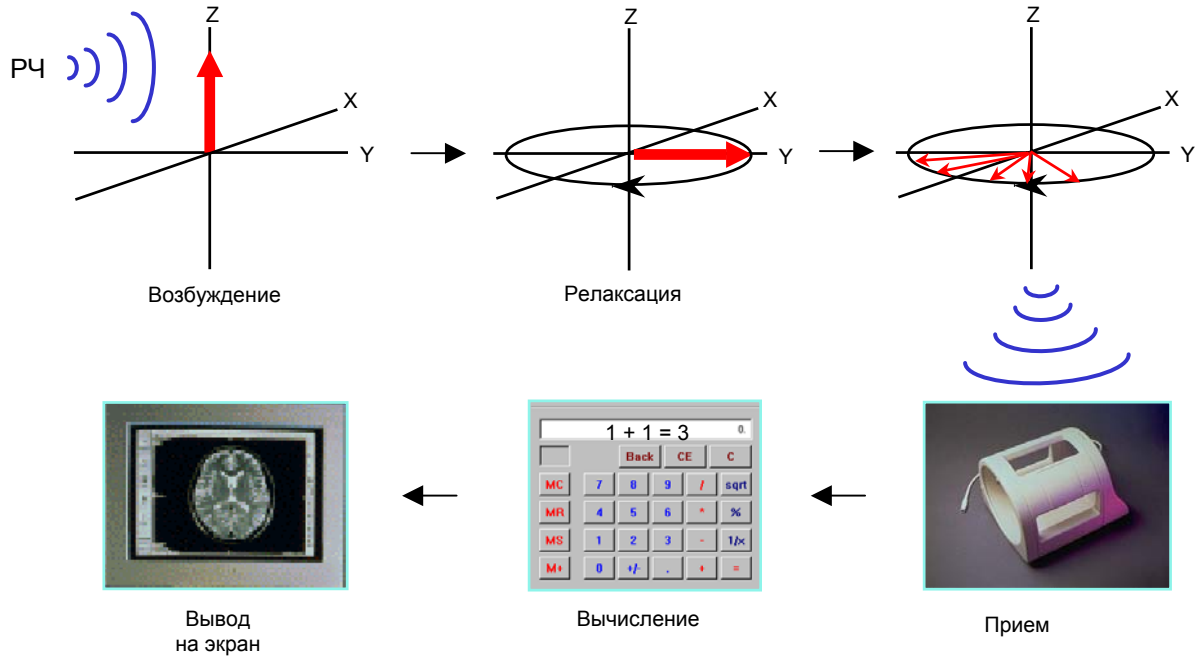 Z
РЧ
X
Y
Возбуждение
Z
X
Y
Релаксация
Z
X
Y
1 + 1 = 3 0.
Back CE C
MC 7 8 9 / sqrt
MR 4 5 6 * %
MS 1 2 3 - 1/x
M+ 0 +/- . + =
Вывод
на экран
Вычисление
Прием